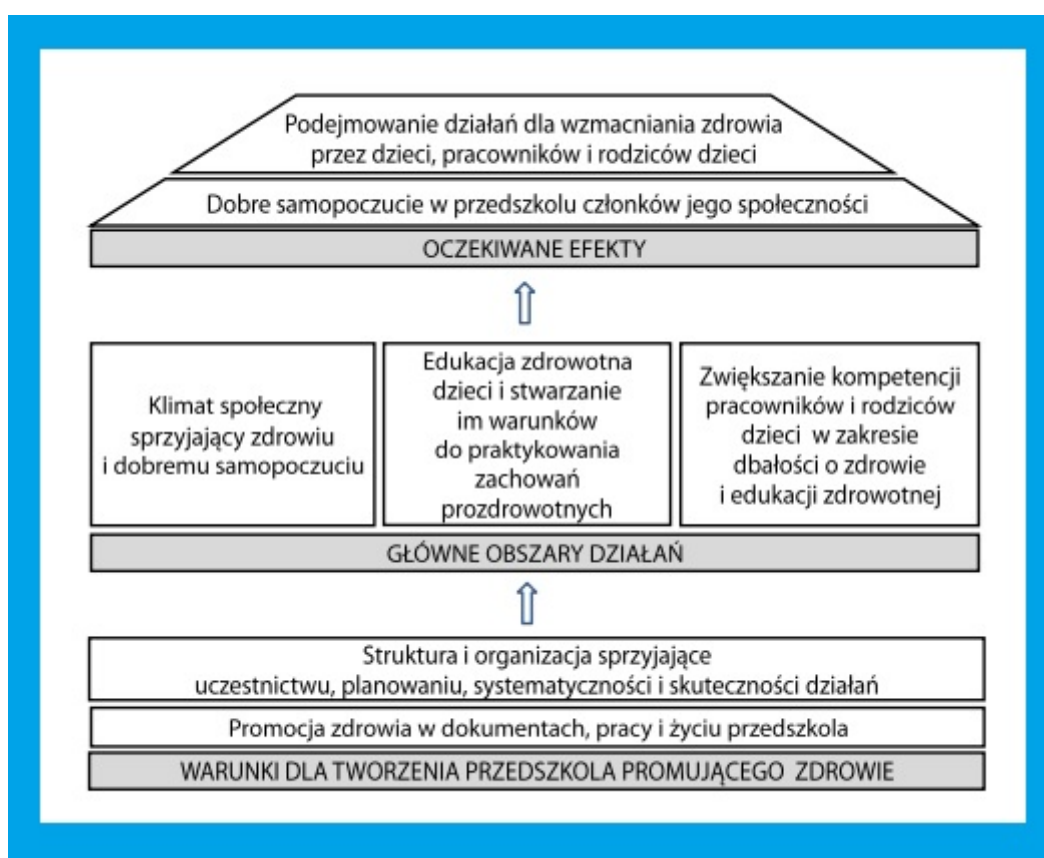 Podejmowanie działań dla wzmacniania zdrowia
przez dzieci, pracowników i rodziców dzieci
Dobre samopoczucie w przedszkolu członków jego społeczności
OCZEKIWANE EFEKTY
Klimat społeczny
sprzyjający zdrowiu
i dobremu samopoczuciu
Edukacja zdrowotna
dzieci i stwarzanie
im warunków
do praktykowania
zachowań
prozdrowotnych
Zwiększanie kompetencji
pracowników i rodziców
dzieci w zakresie
dbałości o zdrowie
i edukacji zdrowotnej
GŁÓWNE OBSZARY DZIAŁAŃ
Struktura i organizacja sprzyjające
uczestnictwu, planowaniu, systematyczności i skuteczności działań
Promocja zdrowia w dokumentach, pracy i życiu przedszkola
WARUNKI DLA TWORZENIA PRZEDSZKOLA PROMUJĄCEGO ZDROWIE